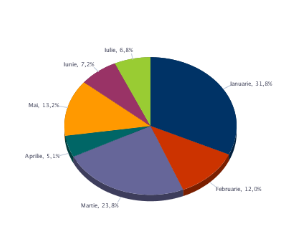 Iulie, 6,8%
Iunie, 7,2%
Ianuarie, 31,8%
Mai, 13,2%
Aprilie, 5,1%
Februarie, 12,0%
Martie, 23,8%